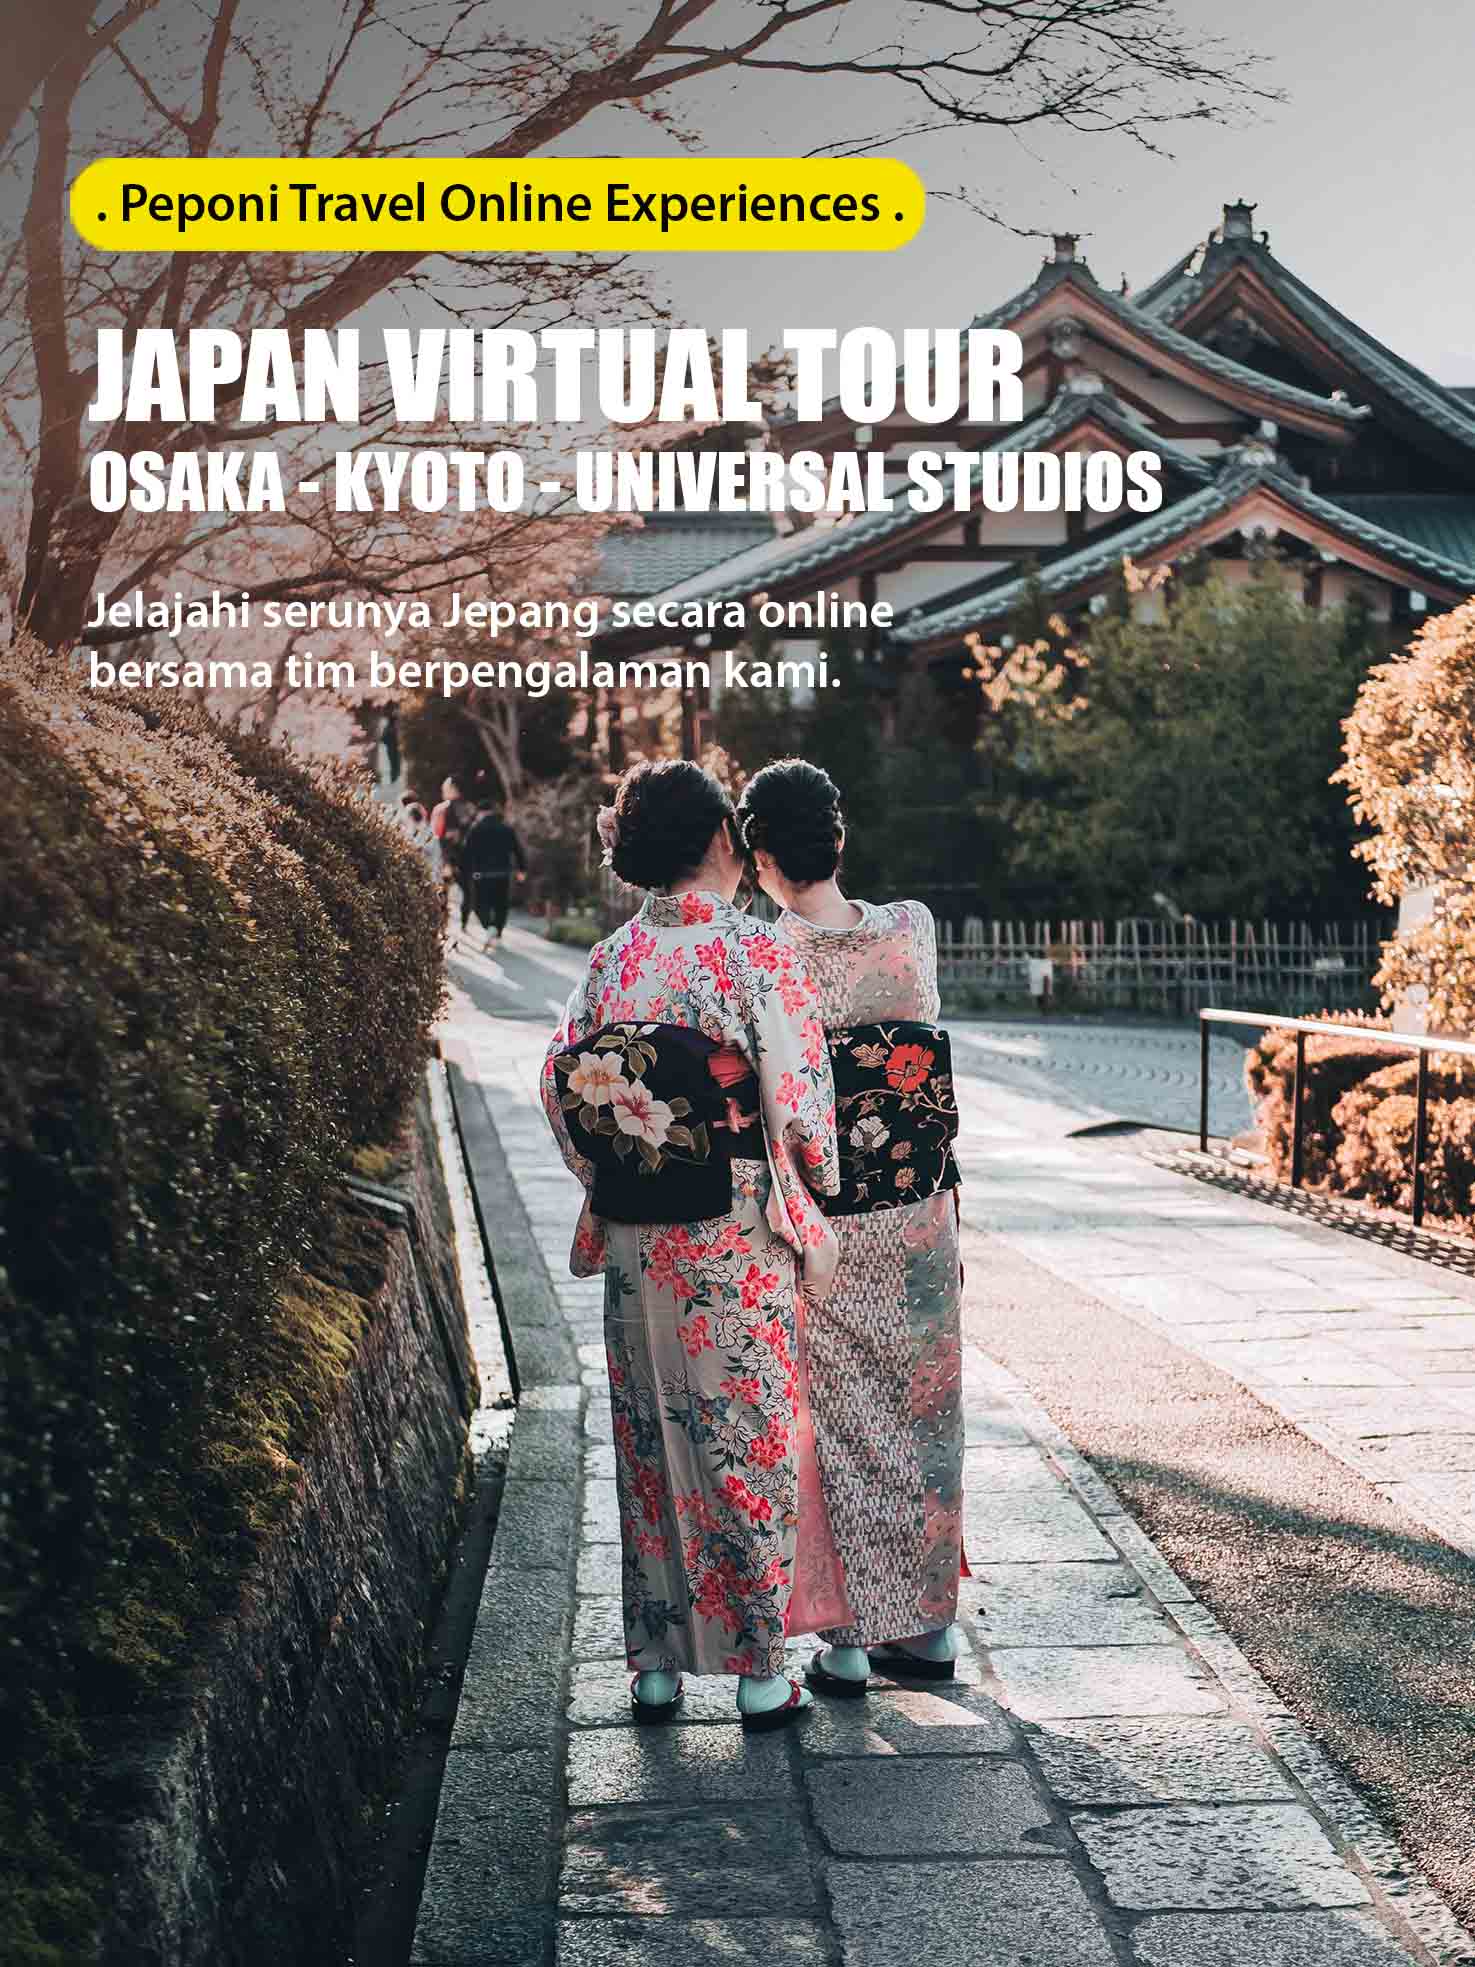 . Peponi Travel Online Experiences .
JAPAN VIRTUAL TOUR
OSAKA - KYOTO - UNIVERSAL STUDIOS
Jelajahi serunya Jepang secara online
bersama tim berpengalaman kami.